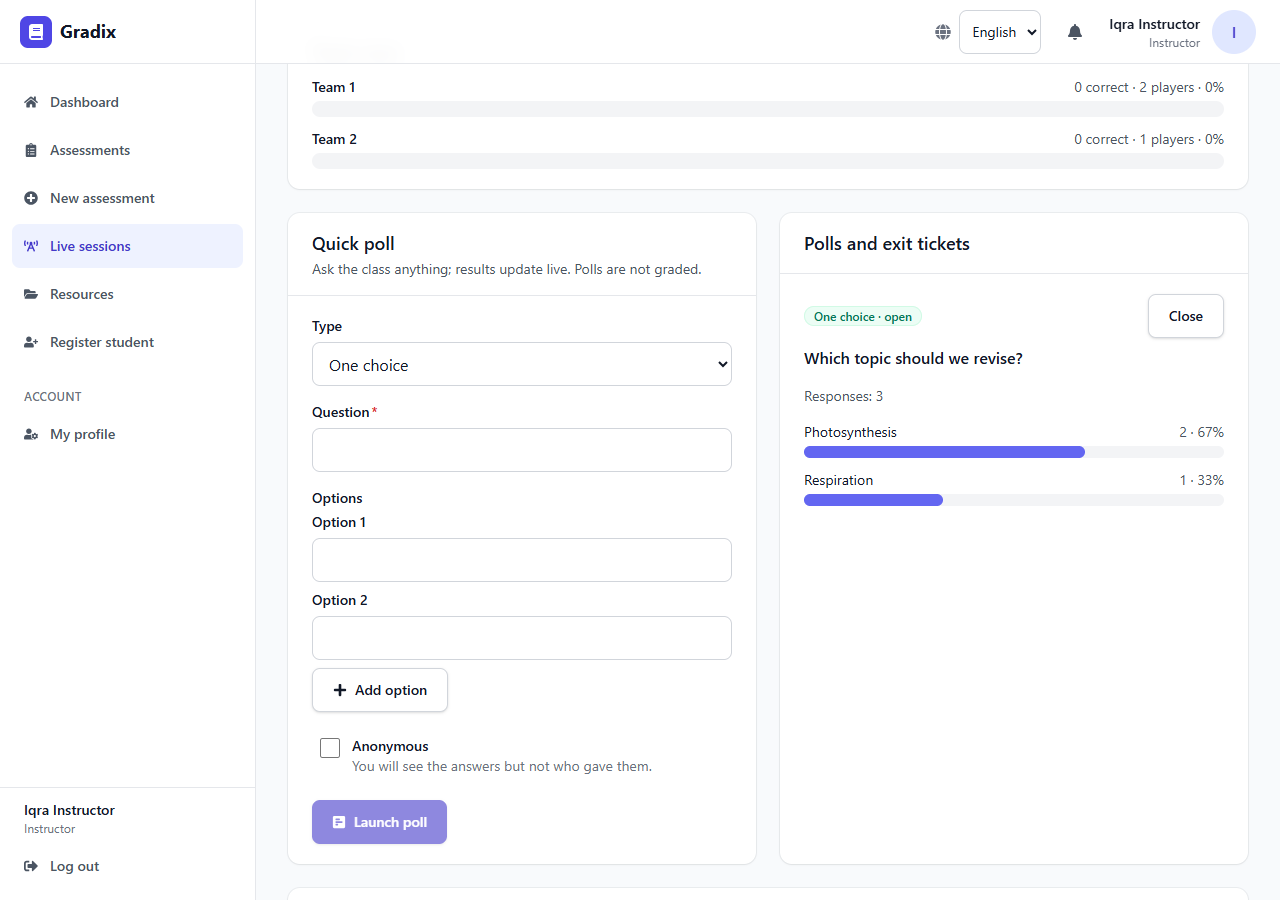 Gradix
English
Iqra Instructor
Instructor
I
Dashboard
Assessments
New assessment
Live sessions
Resources
Register student
ACCOUNT
My profile
Iqra Instructor
Instructor
Log out
Team 1
0 correct · 2 players · 0%
Team 2
0 correct · 1 players · 0%
Quick poll
Ask the class anything; results update live. Polls are not graded.
Type
One choice
Question *
Options
Option 1
Option 2
Add option
Anonymous
You will see the answers but not who gave them.
Launch poll
Polls and exit tickets
One choice · open
Close
Which topic should we revise?
Responses: 3
Photosynthesis
2 · 67%
Respiration
1 · 33%